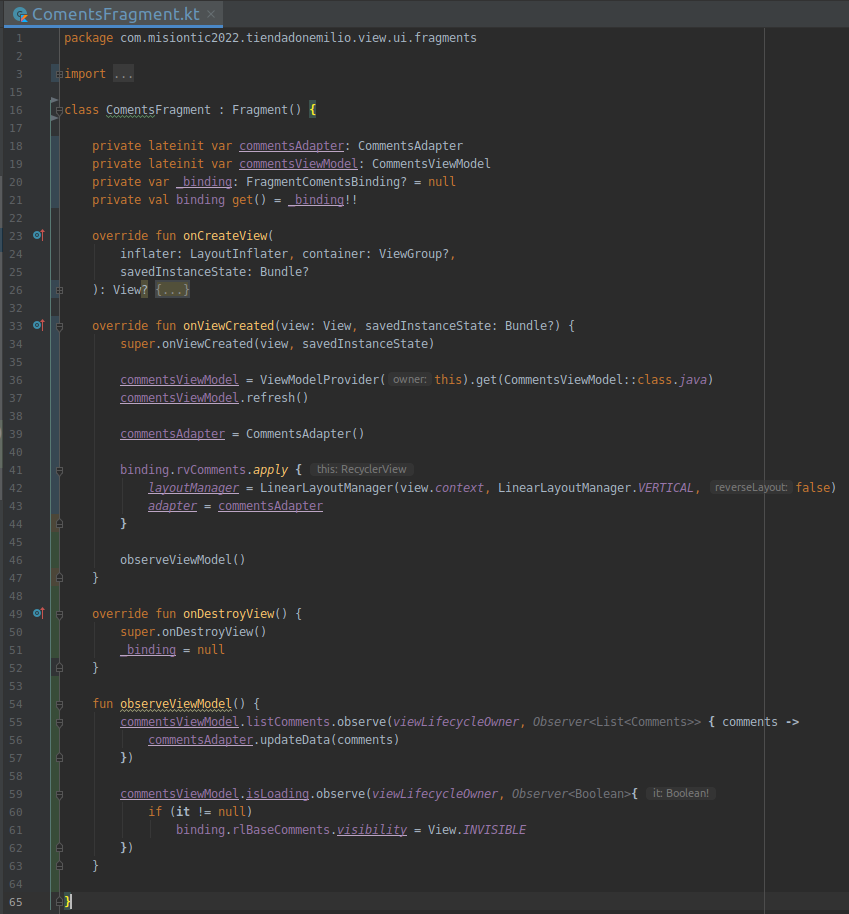 ComentsFragment.kt ×
1 package com.misiontic2022.tiendadonemilio.view.ui.fragments
2
3 import ...
15
16 class ComentsFragment : Fragment() {
17
18 private lateinit var commentsAdapter: CommentsAdapter
19 private lateinit var commentsViewModel: CommentsViewModel
20 private var _binding: FragmentComentsBinding? = null
21 private val binding get() = _binding!!
22
23 override fun onCreateView(
24 inflater: LayoutInflater, container: ViewGroup?,
25 savedInstanceState: Bundle?
26 ): View? {...}
32
33 override fun onViewCreated(view: View, savedInstanceState: Bundle?) {
34 super.onViewCreated(view, savedInstanceState)
35
36 commentsViewModel = ViewModelProvider( owner: this).get(CommentsViewModel::class.java)
37 commentsViewModel.refresh()
38
39 commentsAdapter = CommentsAdapter()
40
41 binding.rvComments.apply { this: RecyclerView
42 layoutManager = LinearLayoutManager(view.context, LinearLayoutManager.VERTICAL, reverseLayout: false)
43 adapter = commentsAdapter
44 }
45
46 observeViewModel()
47 }
48
49 override fun onDestroyView() {
50 super.onDestroyView()
51 _binding = null
52 }
53
54 fun observeViewModel() {
55 commentsViewModel.listComments.observe(viewLifecycleOwner, Observer<List<Comments>> { comments ->
56 commentsAdapter.updateData(comments)
57 })
58
59 commentsViewModel.isLoading.observe(viewLifecycleOwner, Observer<Boolean>{ it: Boolean!
60 if (it != null)
61 binding.rlBaseComments.visibility = View.INVISIBLE
62 })
63 }
64
65 }